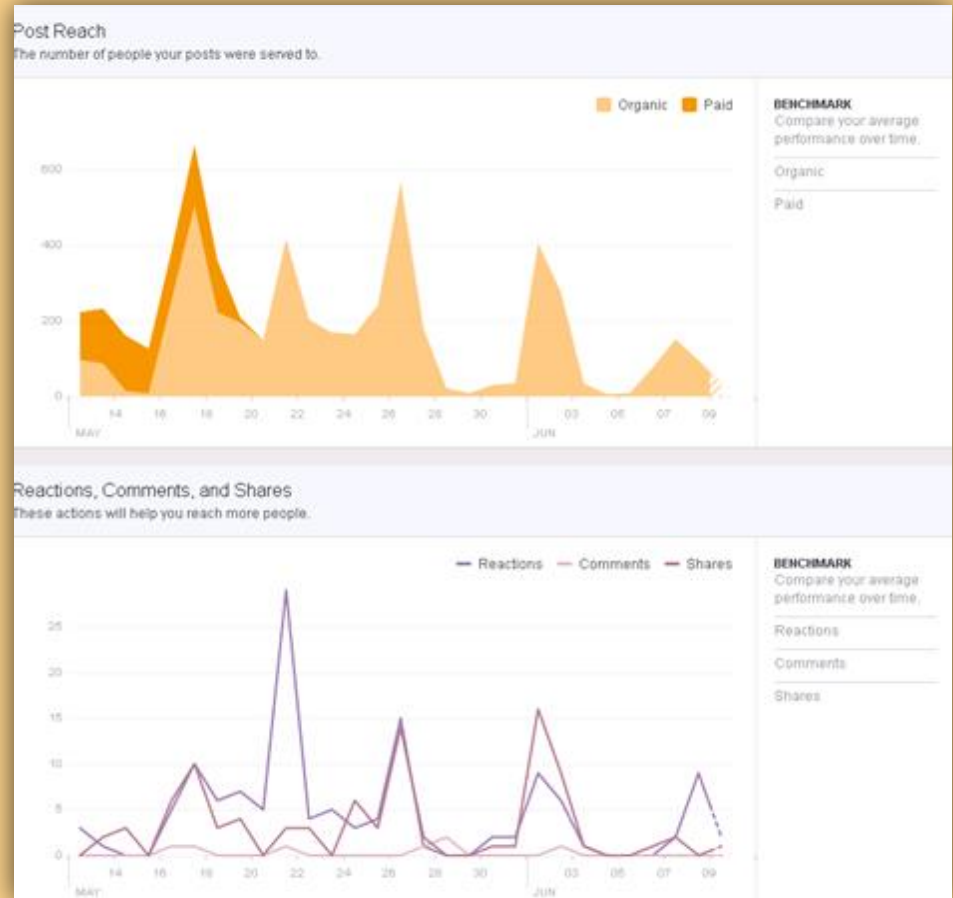 Post Reach
The number of people your posts were served to.
Organic Paid
BENCHMARK
Compare your average
performance over time.
Organic
Paid
600
400
200
0
14 16 18 20 22 24 26 28 30 03 05 07 09
MAY JUN
Reactions, Comments, and Shares
These actions will help you reach more people.
Reactions Comments Shares
BENCHMARK
Compare your average
performance over time.
Reactions
Comments
Shares
25
20
15
10
5
0
14 16 18 20 22 24 26 28 30 03 05 07 09
MAY JUN